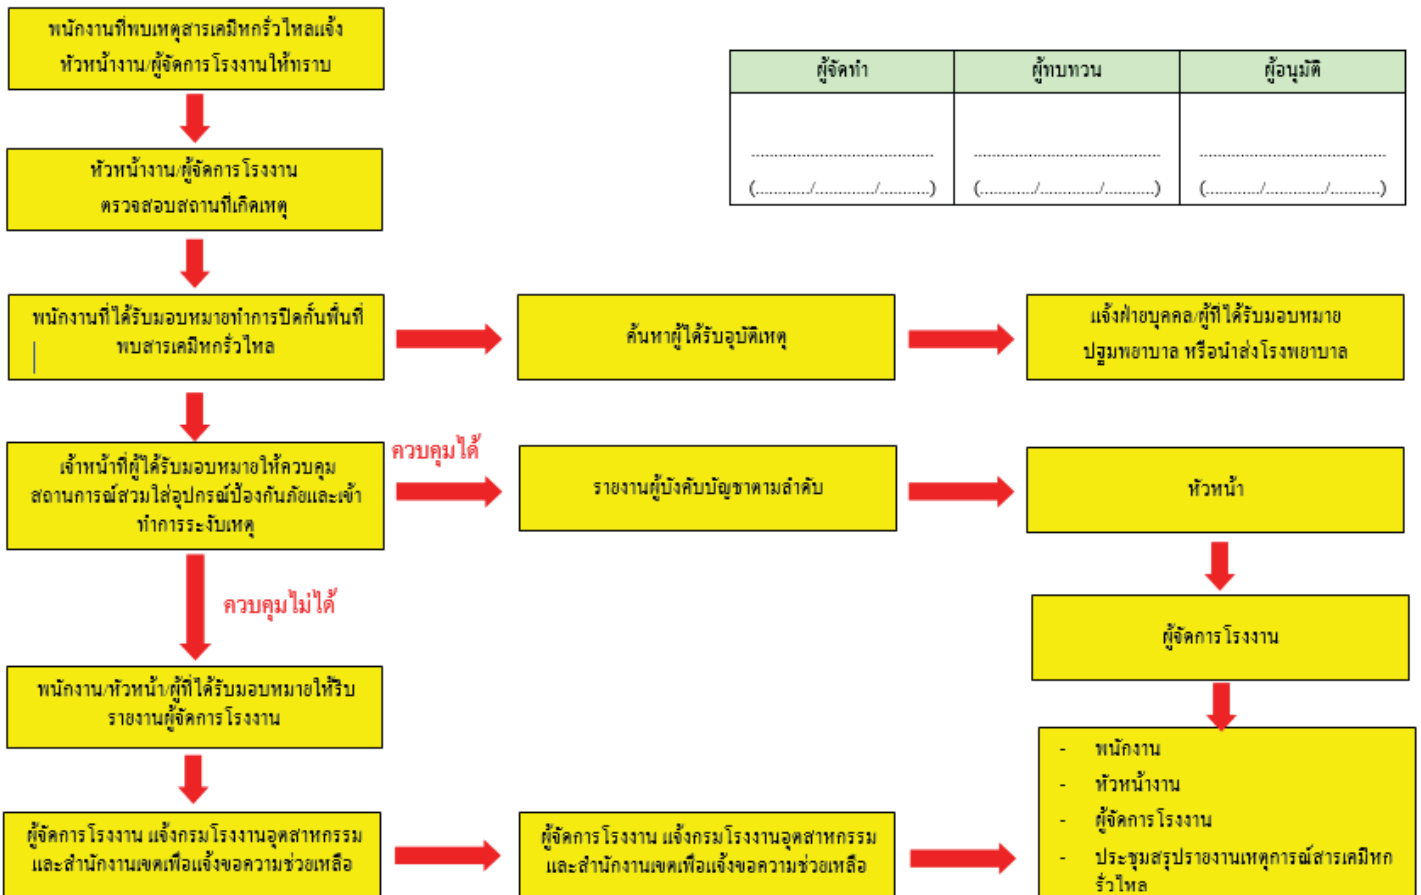 พนักงานที่พบเหตุสารเคมีหกรั่วไหลแจ้ง
หัวหน้างาน/ผู้จัดการโรงงานให้ทราบ
ผู้จัดทำ
ผู้ทบทวน
ผู้อนุมัติ
.......................................
.......................................
.......................................
(............/............./...........)
(............/............./...........)
(............/............./...........)
หัวหน้างาน/ผู้จัดการโรงงาน
ตรวจสอบสถานที่เกิดเหตุ
พนักงานที่ได้รับมอบหมายทำการปิดกั้นพื้นที่
พบสารเคมีหกรั่วไหล
ค้นหาผู้ได้รับอุบัติเหตุ
แจ้งฝ่ายบุคคล/ผู้ที่ได้รับมอบหมาย
ปฐมพยาบาล หรือนำส่งโรงพยาบาล
เจ้าหน้าที่ผู้ได้รับมอบหมายให้ควบคุม
สถานการณ์สวมใส่อุปกรณ์ป้องกันภัยและเข้า
ทำการระงับเหตุ
ควบคุมได้
รายงานผู้บังคับบัญชาตามลำดับ
หัวหน้า
ควบคุมไม่ได้
ผู้จัดการโรงงาน
พนักงาน/หัวหน้า/ผู้ที่ได้รับมอบหมายให้รีบ
รายงานผู้จัดการโรงงาน
ผู้จัดการโรงงาน แจ้งกรมโรงงานอุตสาหกรรม
และสำนักงานเขตเพื่อแจ้งขอความช่วยเหลือ
ผู้จัดการโรงงาน แจ้งกรมโรงงานอุตสาหกรรม
และสำนักงานเขตเพื่อแจ้งขอความช่วยเหลือ
- พนักงาน
- หัวหน้างาน
- ผู้จัดการโรงงาน
- ประชุมสรุปรายงานเหตุการณ์สารเคมีหก
รั่วไหล